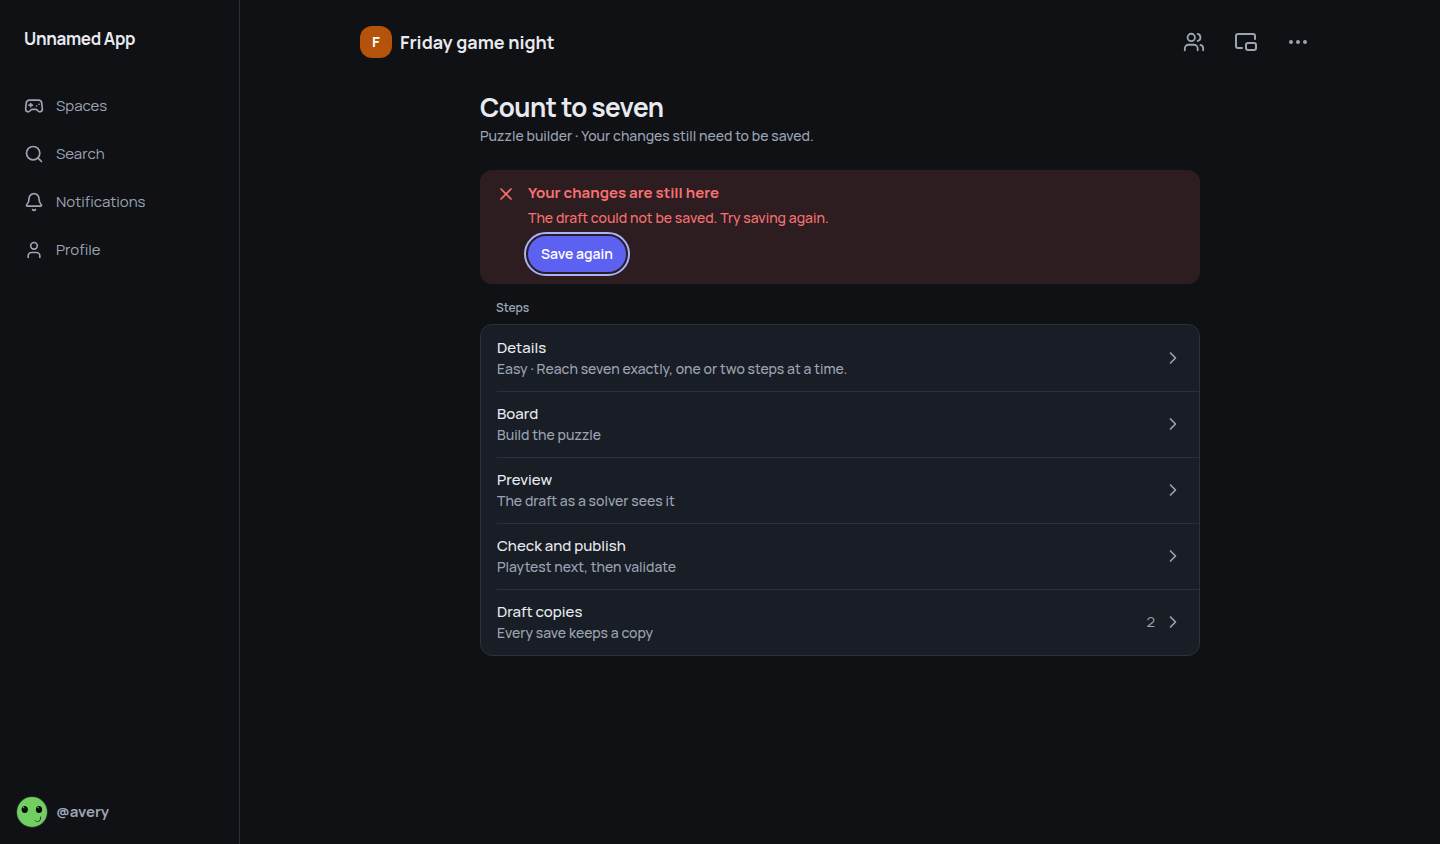 Unnamed App
Spaces
Search
Notifications
Profile
@avery
F Friday game night
Count to seven
Puzzle builder · Your changes still need to be saved.
Your changes are still here
The draft could not be saved. Try saving again.
Save again
Steps
Details
Easy · Reach seven exactly, one or two steps at a time.
Board
Build the puzzle
Preview
The draft as a solver sees it
Check and publish
Playtest next, then validate
Draft copies
Every save keeps a copy
2